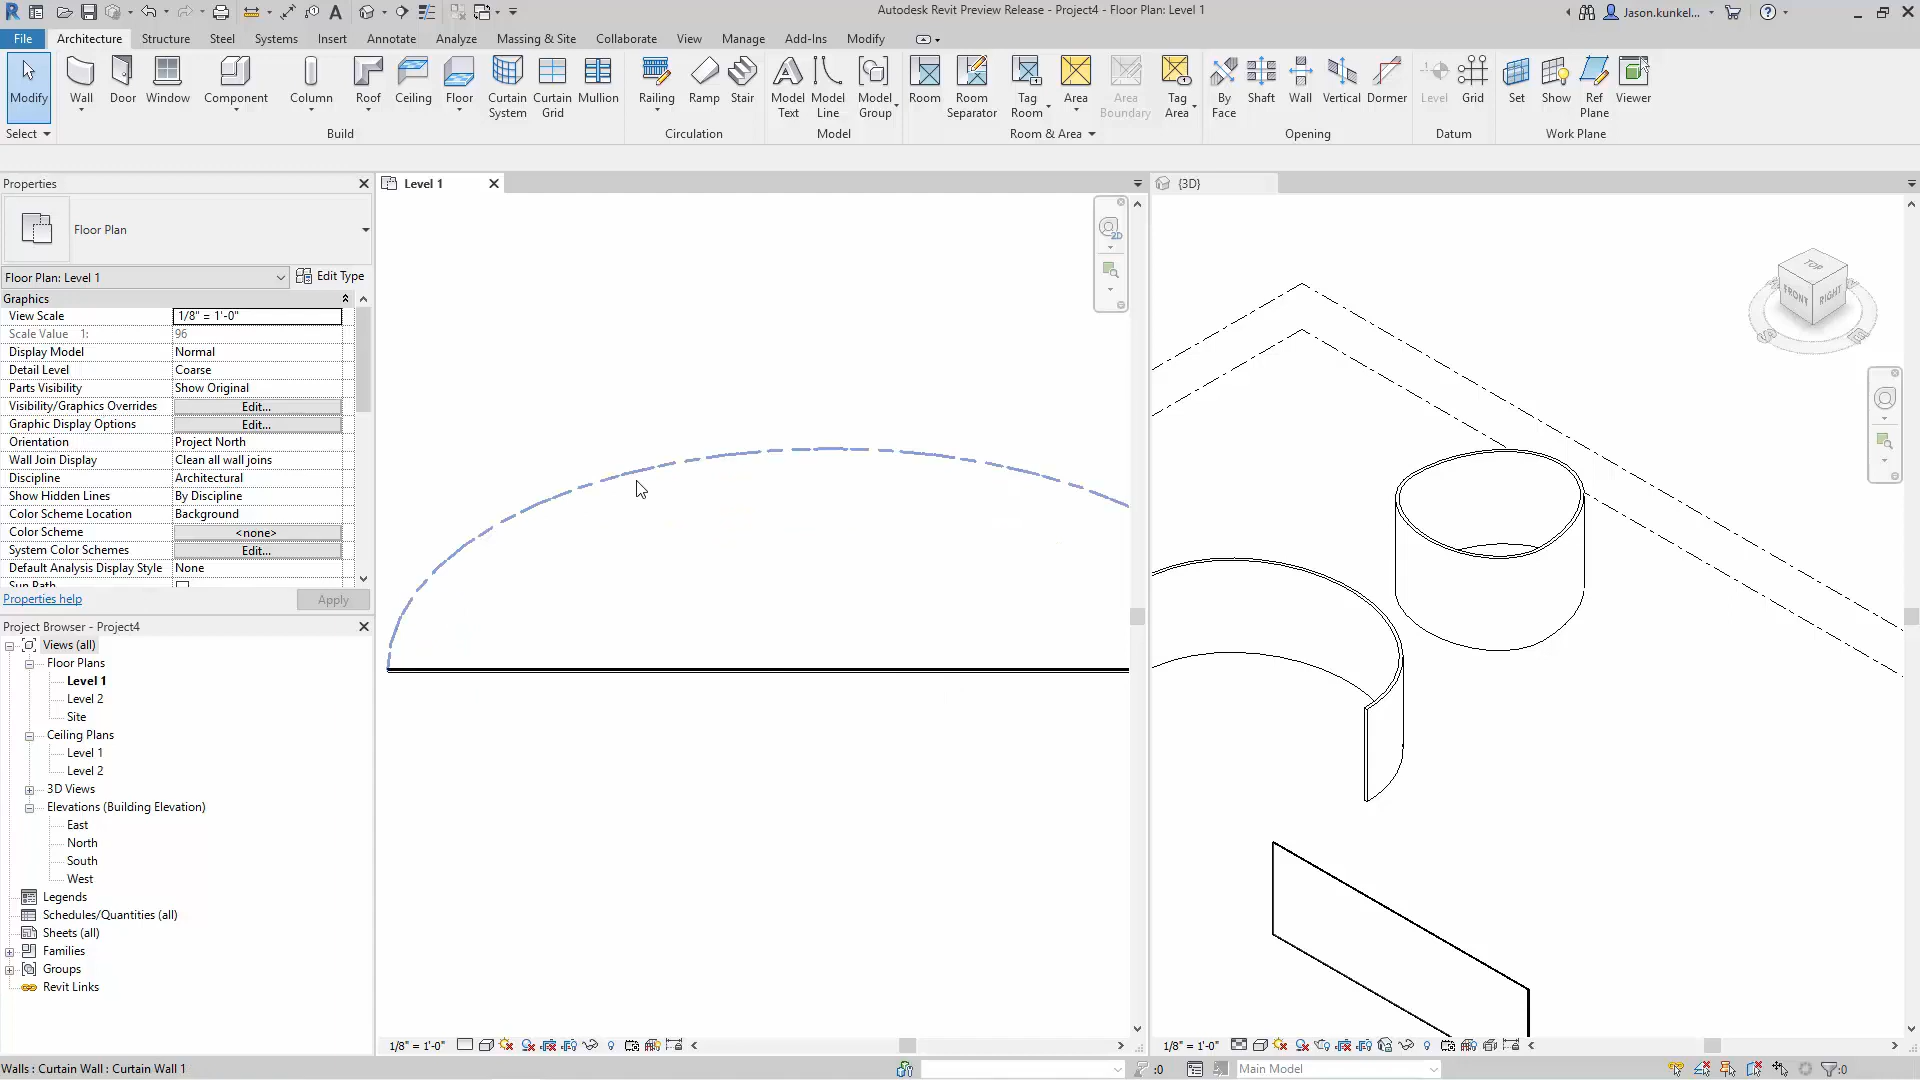 Autodesk Revit Preview Release - Project4 - Floor Plan: Level 1
Jason.kunkel...
File Architecture Structure Steel Systems Insert Annotate Analyze Massing & Site Collaborate View Manage Add-Ins Modify
Modify Wall Door Window Component Column Roof Ceiling Floor Curtain System Curtain Grid Mullion Railing Ramp Stair Model Text Model Line Model Group Room Room Separator Tag Room Area Area Boundary Tag Area By Face Shaft Wall Vertical Dormer Level Grid Set Show Ref Plane Viewer
Select Build Circulation Model Room & Area Opening Datum Work Plane
Properties
Level 1
{3D}
Floor Plan
2D
Floor Plan: Level 1
Edit Type
TOP
FRONT
RIGHT
Graphics
View Scale 1/8" = 1'-0"
Scale Value 1: 96
Display Model Normal
Detail Level Coarse
Parts Visibility Show Original
Visibility/Graphics Overrides Edit...
Graphic Display Options Edit...
Orientation Project North
Wall Join Display Clean all wall joins
Discipline Architectural
Show Hidden Lines By Discipline
Color Scheme Location Background
Color Scheme <none>
System Color Schemes Edit...
Default Analysis Display Style None
Sun Path
Properties help Apply
Project Browser - Project4
Views (all)
Floor Plans
Level 1
Level 2
Site
Ceiling Plans
Level 1
Level 2
3D Views
Elevations (Building Elevation)
East
North
South
West
Legends
Schedules/Quantities (all)
Sheets (all)
Families
Groups
Revit Links
1/8" = 1'-0"
1/8" = 1'-0"
Walls : Curtain Wall : Curtain Wall 1
:0
Main Model
:0